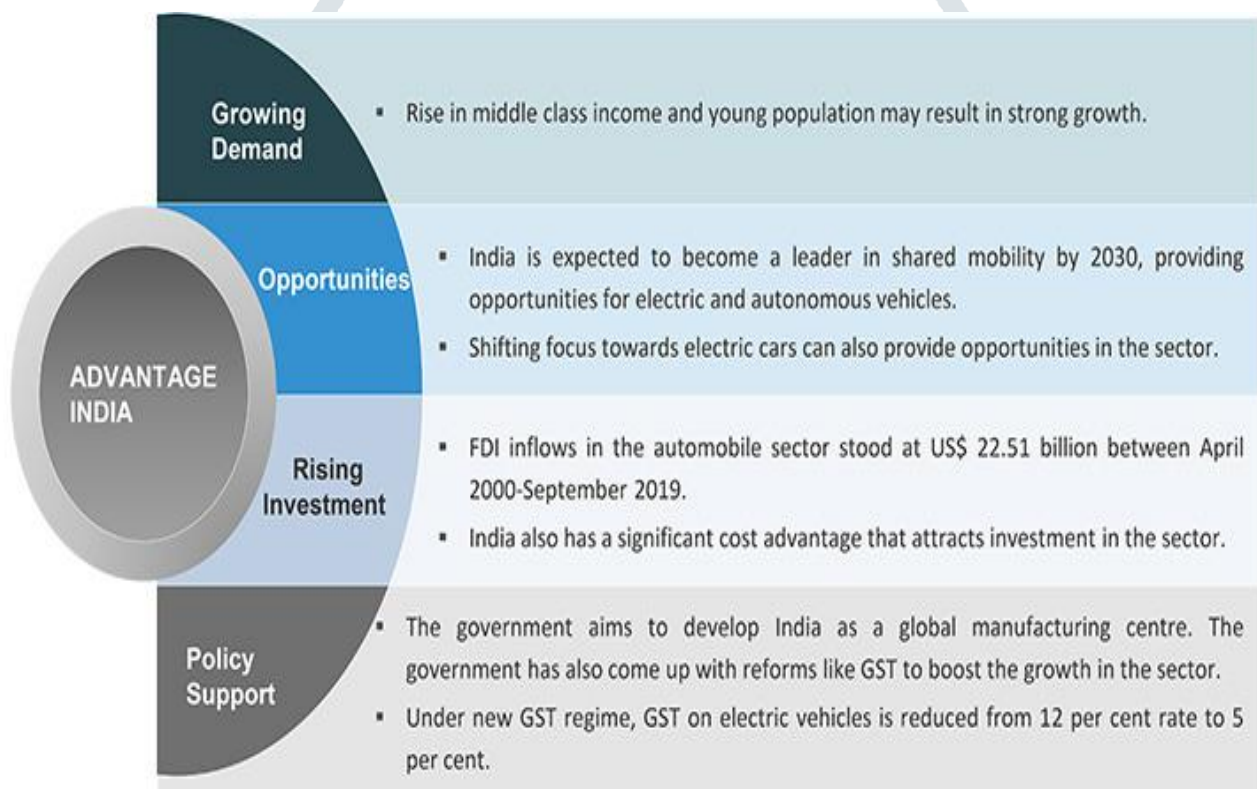 ADVANTAGE
INDIA
Growing
Demand
▪ Rise in middle class income and young population may result in strong growth.
Opportunities
▪ India is expected to become a leader in shared mobility by 2030, providing
opportunities for electric and autonomous vehicles.
▪ Shifting focus towards electric cars can also provide opportunities in the sector.
Rising
Investment
▪ FDI inflows in the automobile sector stood at US$ 22.51 billion between April
2000-September 2019.
▪ India also has a significant cost advantage that attracts investment in the sector.
Policy
Support
▪ The government aims to develop India as a global manufacturing centre. The
government has also come up with reforms like GST to boost the growth in the sector.
▪ Under new GST regime, GST on electric vehicles is reduced from 12 per cent rate to 5
per cent.